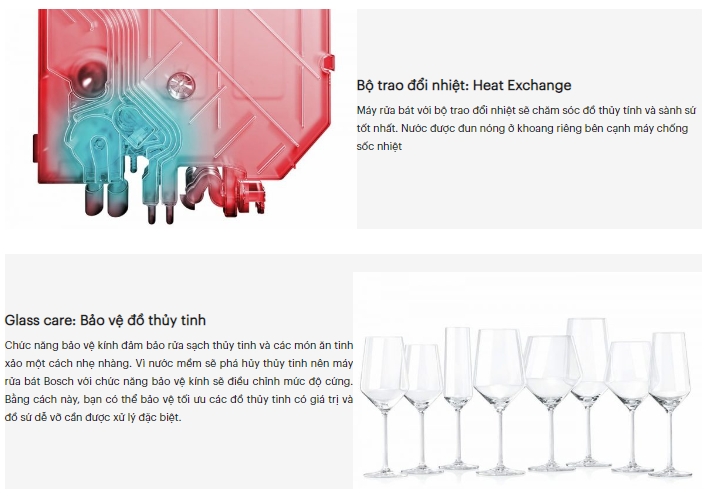 Bộ trao đổi nhiệt: Heat Exchange
Máy rửa bát với bộ trao đổi nhiệt sẽ chăm sóc đồ thủy tính và sành sứ
tốt nhất. Nước được đun nóng ở khoang riêng bên cạnh máy chống
sốc nhiệt
Glass care: Bảo vệ đồ thủy tinh
Chức năng bảo vệ kính đảm bảo rửa sạch thủy tinh và các món ăn tinh
xảo một cách nhẹ nhàng. Vì nước mềm sẽ phá hủy thủy tinh nên máy
rửa bát Bosch với chức năng bảo vệ kính sẽ điều chỉnh mức độ cứng.
Bằng cách này, bạn có thể bảo vệ tối ưu các đồ thủy tinh có giá trị và
đồ sứ dễ vỡ cần được xử lý đặc biệt.